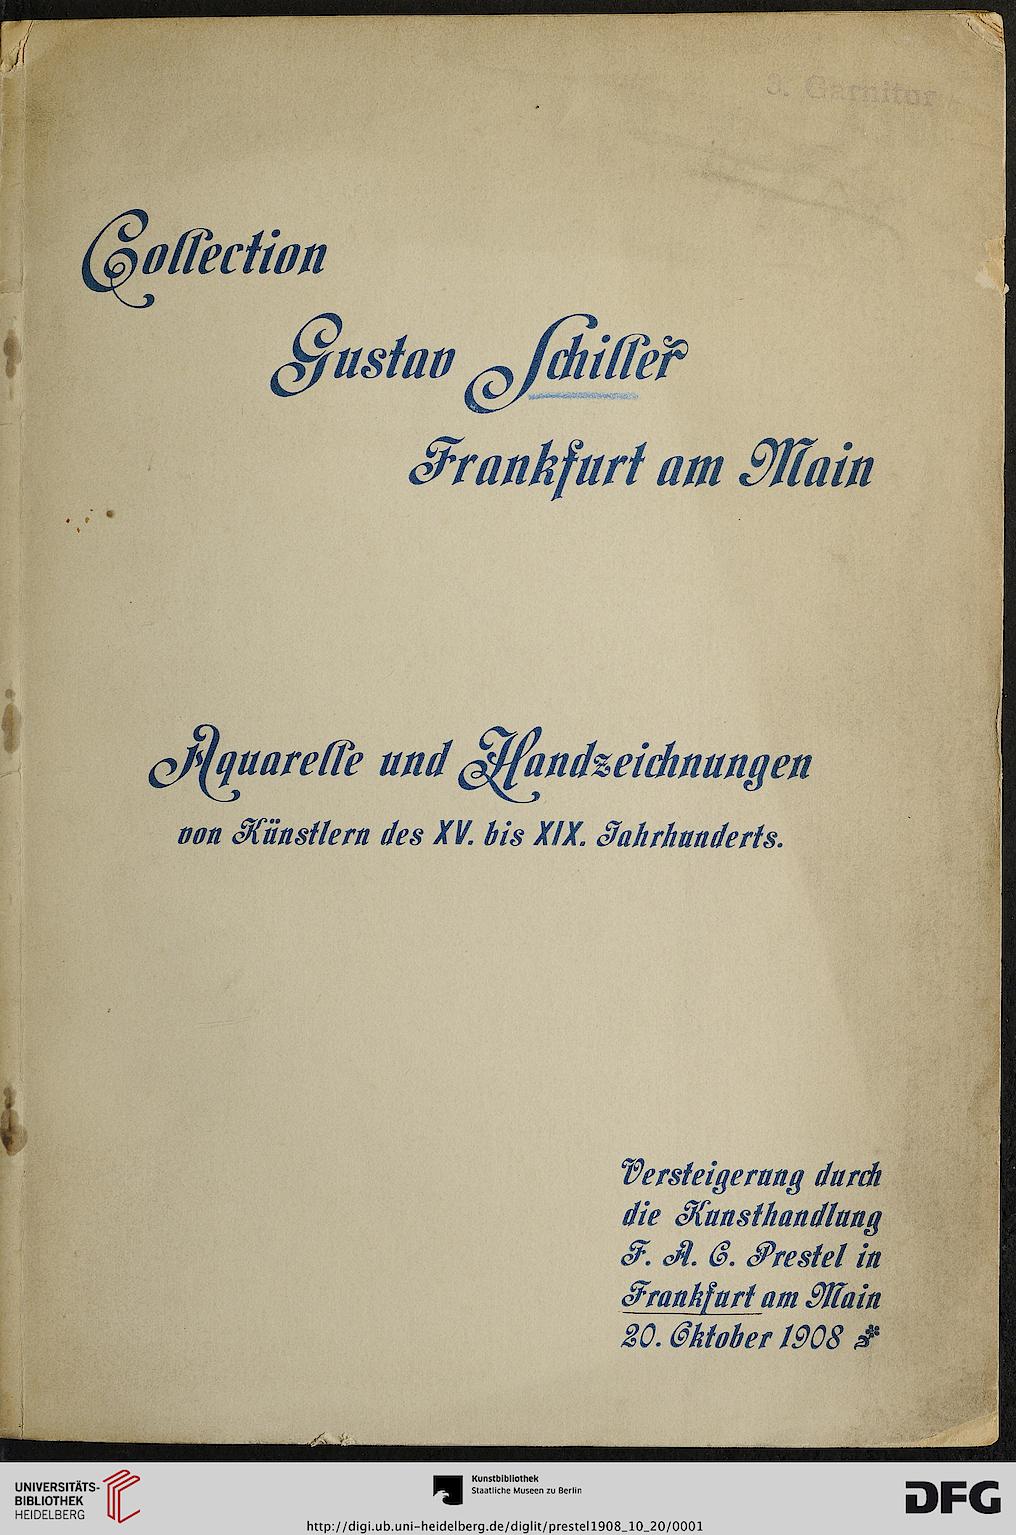 3. Garnitur
Collection
Gustav Schiller
Frankfurt am Main
Aquarelle und Handzeichnungen
von Künstlern des XV. bis XIX. Jahrhunderts.
Versteigerung durch
die Kunsthandlung
F. A. C. Prestel in
Frankfurt am Main
20. Oktober 1908
UNIVERSITÄTS-
BIBLIOTHEK
HEIDELBERG
Kunstbibliothek
Staatliche Museen zu Berlin
http://digi.ub.uni-heidelberg.de/diglit/prestel1908_10_20/0001
DFG